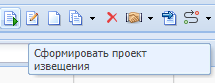 Сформировать проект
извещения